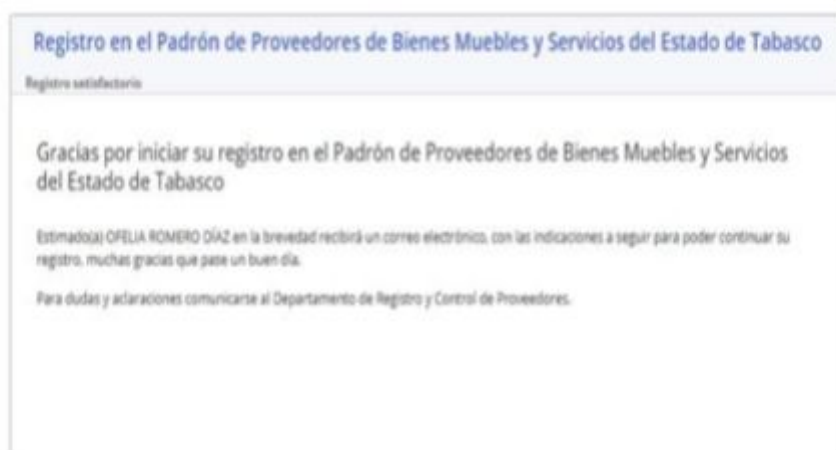 Registro en el Padrón de Proveedores de Bienes Muebles y Servicios del Estado de Tabasco
Registro satisfactorio
Gracias por iniciar su registro en el Padrón de Proveedores de Bienes Muebles y Servicios
del Estado de Tabasco
Estimado(a) OFELIA ROMERO DÍAZ en la brevedad recibirá un correo electrónico, con las indicaciones a seguir para poder continuar su
registro, muchas gracias que pase un buen día.
Para dudas y aclaraciones comunicarse al Departamento de Registro y Control de Proveedores.